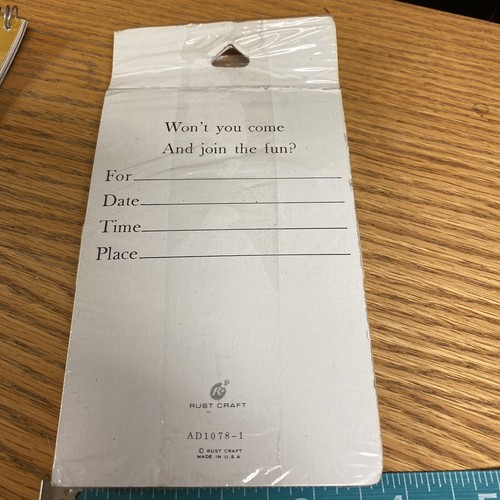 Won't you come
And join the fun?
For
Date
Time
Place
RUST CRAFT
AD1078-1
© RUST CRAFT
MADE IN U.S.A.